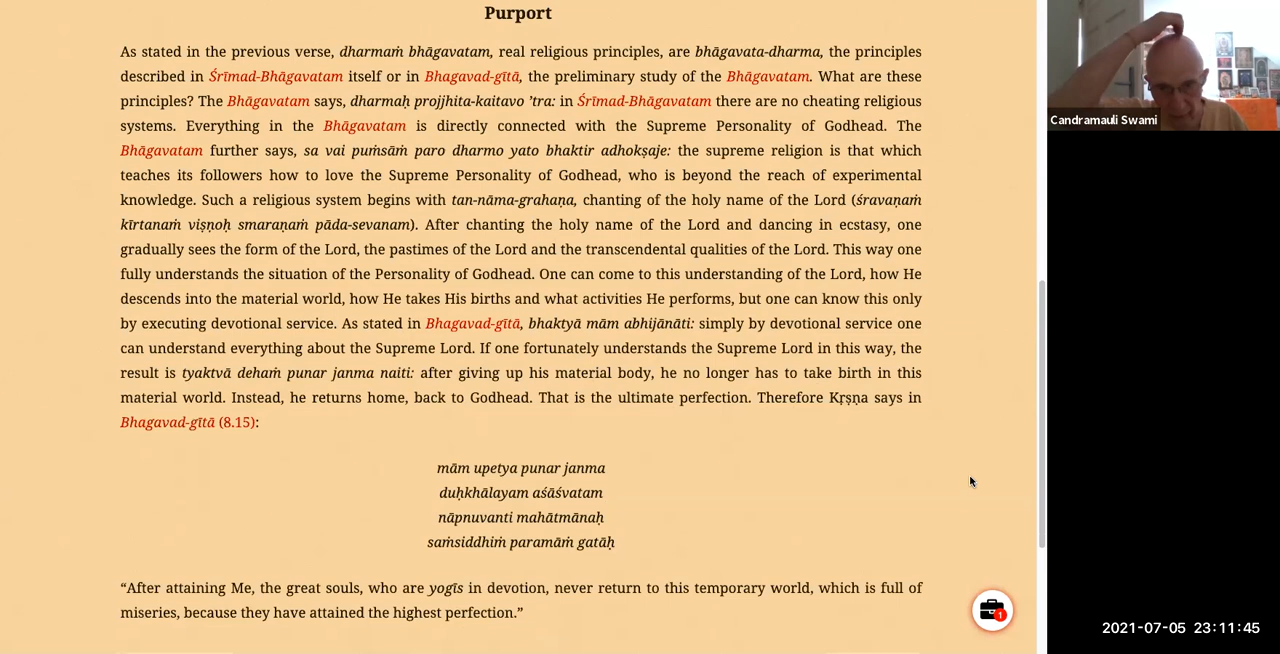 Purport
As stated in the previous verse, dharmaṁ bhāgavatam, real religious principles, are bhāgavata-dharma, the principles
described in Śrīmad-Bhāgavatam itself or in Bhagavad-gītā, the preliminary study of the Bhāgavatam. What are these
principles? The Bhāgavatam says, dharmaḥ projjhita-kaitavo ’tra: in Śrīmad-Bhāgavatam there are no cheating religious
systems. Everything in the Bhāgavatam is directly connected with the Supreme Personality of Godhead. The
Bhāgavatam further says, sa vai puṁsāṁ paro dharmo yato bhaktir adhokṣaje: the supreme religion is that which
teaches its followers how to love the Supreme Personality of Godhead, who is beyond the reach of experimental
knowledge. Such a religious system begins with tan-nāma-grahaṇa, chanting of the holy name of the Lord (śravaṇaṁ
kīrtanaṁ viṣṇoḥ smaraṇaṁ pāda-sevanam). After chanting the holy name of the Lord and dancing in ecstasy, one
gradually sees the form of the Lord, the pastimes of the Lord and the transcendental qualities of the Lord. This way one
fully understands the situation of the Personality of Godhead. One can come to this understanding of the Lord, how He
descends into the material world, how He takes His births and what activities He performs, but one can know this only
by executing devotional service. As stated in Bhagavad-gītā, bhaktyā mām abhijānāti: simply by devotional service one
can understand everything about the Supreme Lord. If one fortunately understands the Supreme Lord in this way, the
result is tyaktvā dehaṁ punar janma naiti: after giving up his material body, he no longer has to take birth in this
material world. Instead, he returns home, back to Godhead. That is the ultimate perfection. Therefore Kṛṣṇa says in
Bhagavad-gītā (8.15):
mām upetya punar janma
duḥkhālayam aśāśvatam
nāpnuvanti mahātmānaḥ
saṁsiddhiṁ paramāṁ gatāḥ
“After attaining Me, the great souls, who are yogīs in devotion, never return to this temporary world, which is full of
miseries, because they have attained the highest perfection.”
Candramauli Swami
1
2021-07-05 23:11:45